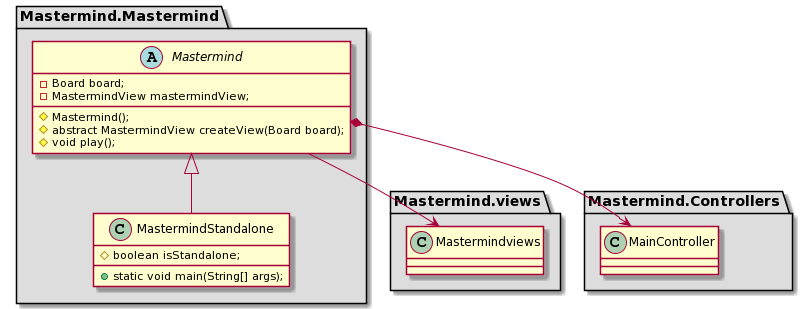 Mastermind.Mastermind
A Mastermind
Board board;
MastermindView mastermindView;
Mastermind();
abstract MastermindView createView(Board board);
void play();
C MastermindStandalone
boolean isStandalone;
static void main(String[] args);
Mastermind.views
C Mastermindviews
Mastermind.Controllers
C MainController